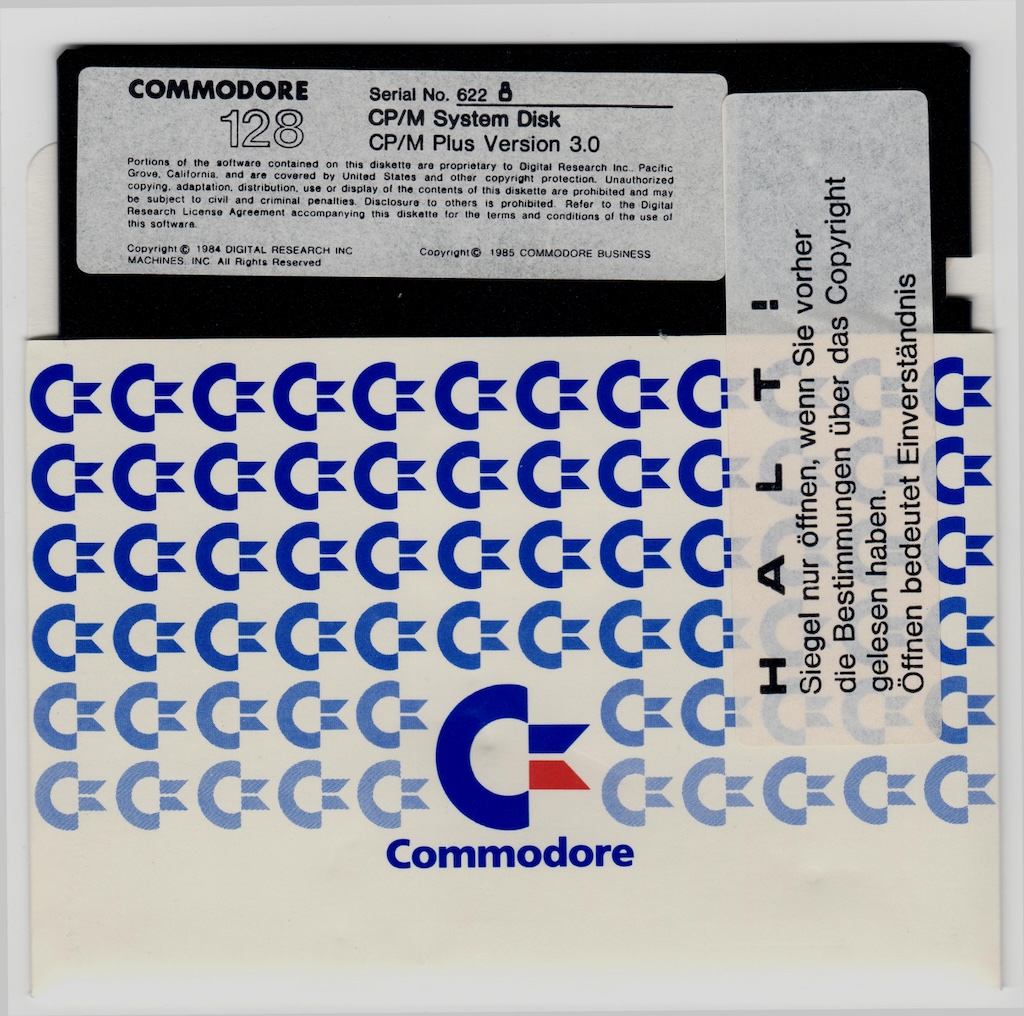 COMMODORE
128
Serial No. 622 8
CP/M System Disk
CP/M Plus Version 3.0
Portions of the software contained on this diskette are proprietary to Digital Research Inc., Pacific
Grove, California, and are covered by United States and other copyright protection. Unauthorized
copying, adaptation, distribution, use or display of the contents of this diskette are prohibited and may
be subject to civil and criminal penalties. Disclosure to others is prohibited. Refer to the Digital
Research License Agreement accompanying this diskette for the terms and conditions of the use of
this software.
Copyright © 1984 DIGITAL RESEARCH INC Copyright © 1985 COMMODORE BUSINESS
MACHINES, INC. All Rights Reserved
H A L T !
Siegel nur öffnen, wenn Sie vorher
die Bestimmungen über das Copyright
gelesen haben.
Öffnen bedeutet Einverständnis
Commodore